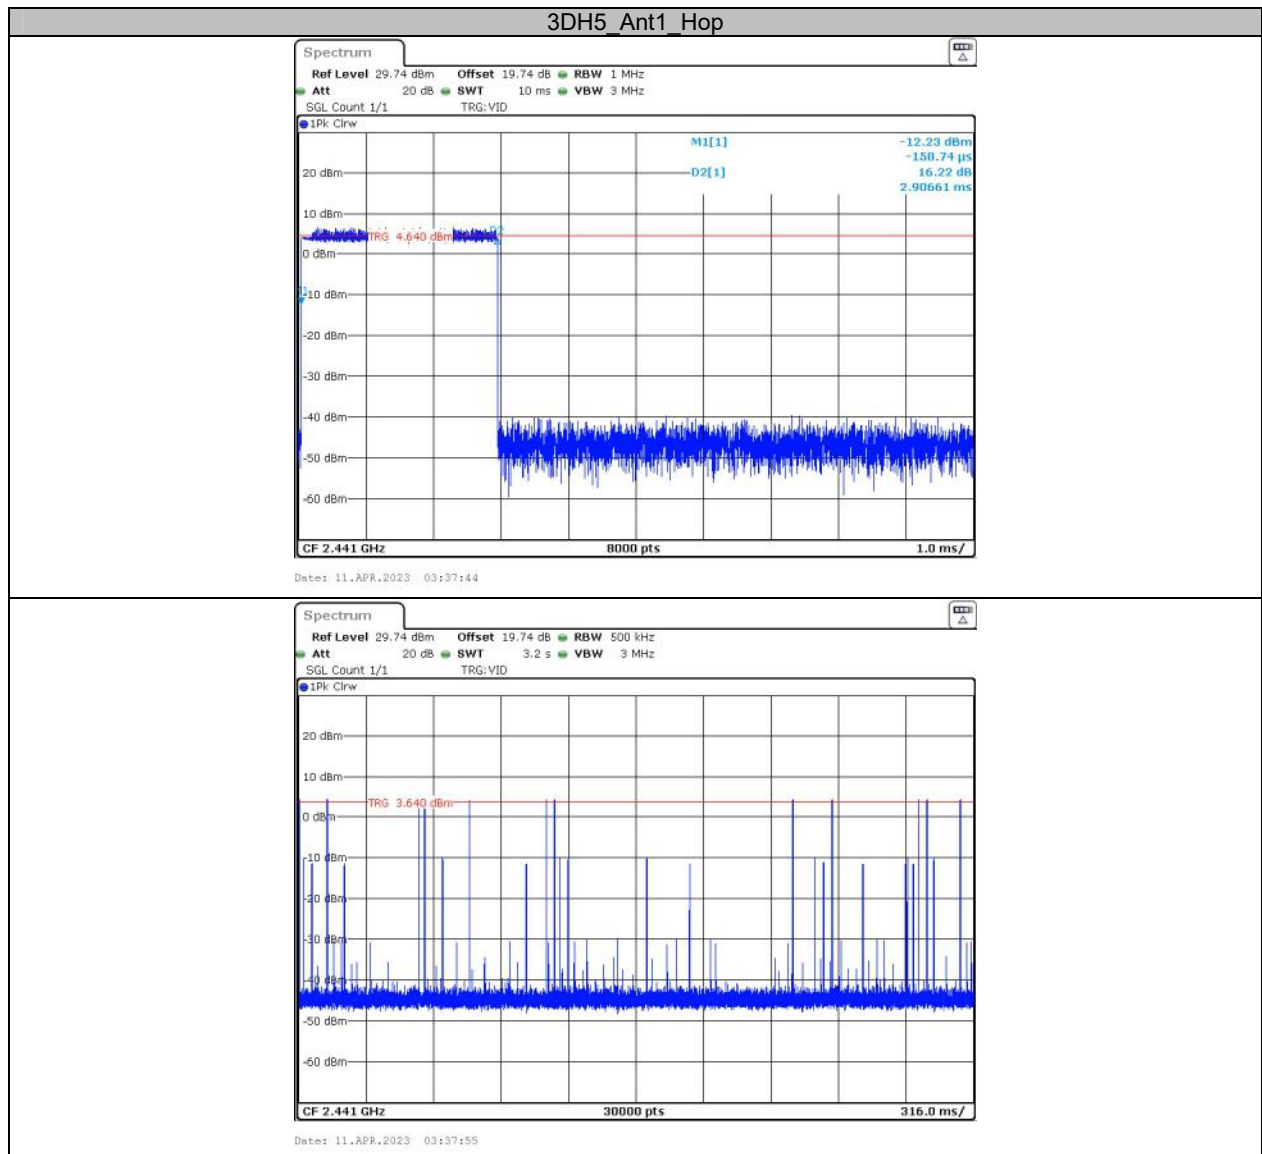 3DH5_Ant1_Hop
Spectrum
Ref Level 29.74 dBm Offset 19.74 dB RBW 1 MHz
Att 20 dB SWT 10 ms VBW 3 MHz
SGL Count 1/1 TRG:VID
1Pk Clrw
M1[1] -12.23 dBm
-158.74 µs
20 dBm D2[1] 16.22 dB
2.90661 ms
10 dBm
TRG 4.640 dBm
0 dBm
-10 dBm
-20 dBm
-30 dBm
-40 dBm
-50 dBm
-60 dBm
CF 2.441 GHz 8000 pts 1.0 ms/
Date: 11.APR.2023 03:37:44
Spectrum
Ref Level 29.74 dBm Offset 19.74 dB RBW 500 kHz
Att 20 dB SWT 3.2 s VBW 3 MHz
SGL Count 1/1 TRG:VID
1Pk Clrw
20 dBm
10 dBm
TRG 3.640 dBm
0 dBm
-10 dBm
-20 dBm
-30 dBm
-40 dBm
-50 dBm
-60 dBm
CF 2.441 GHz 30000 pts 316.0 ms/
Date: 11.APR.2023 03:37:55